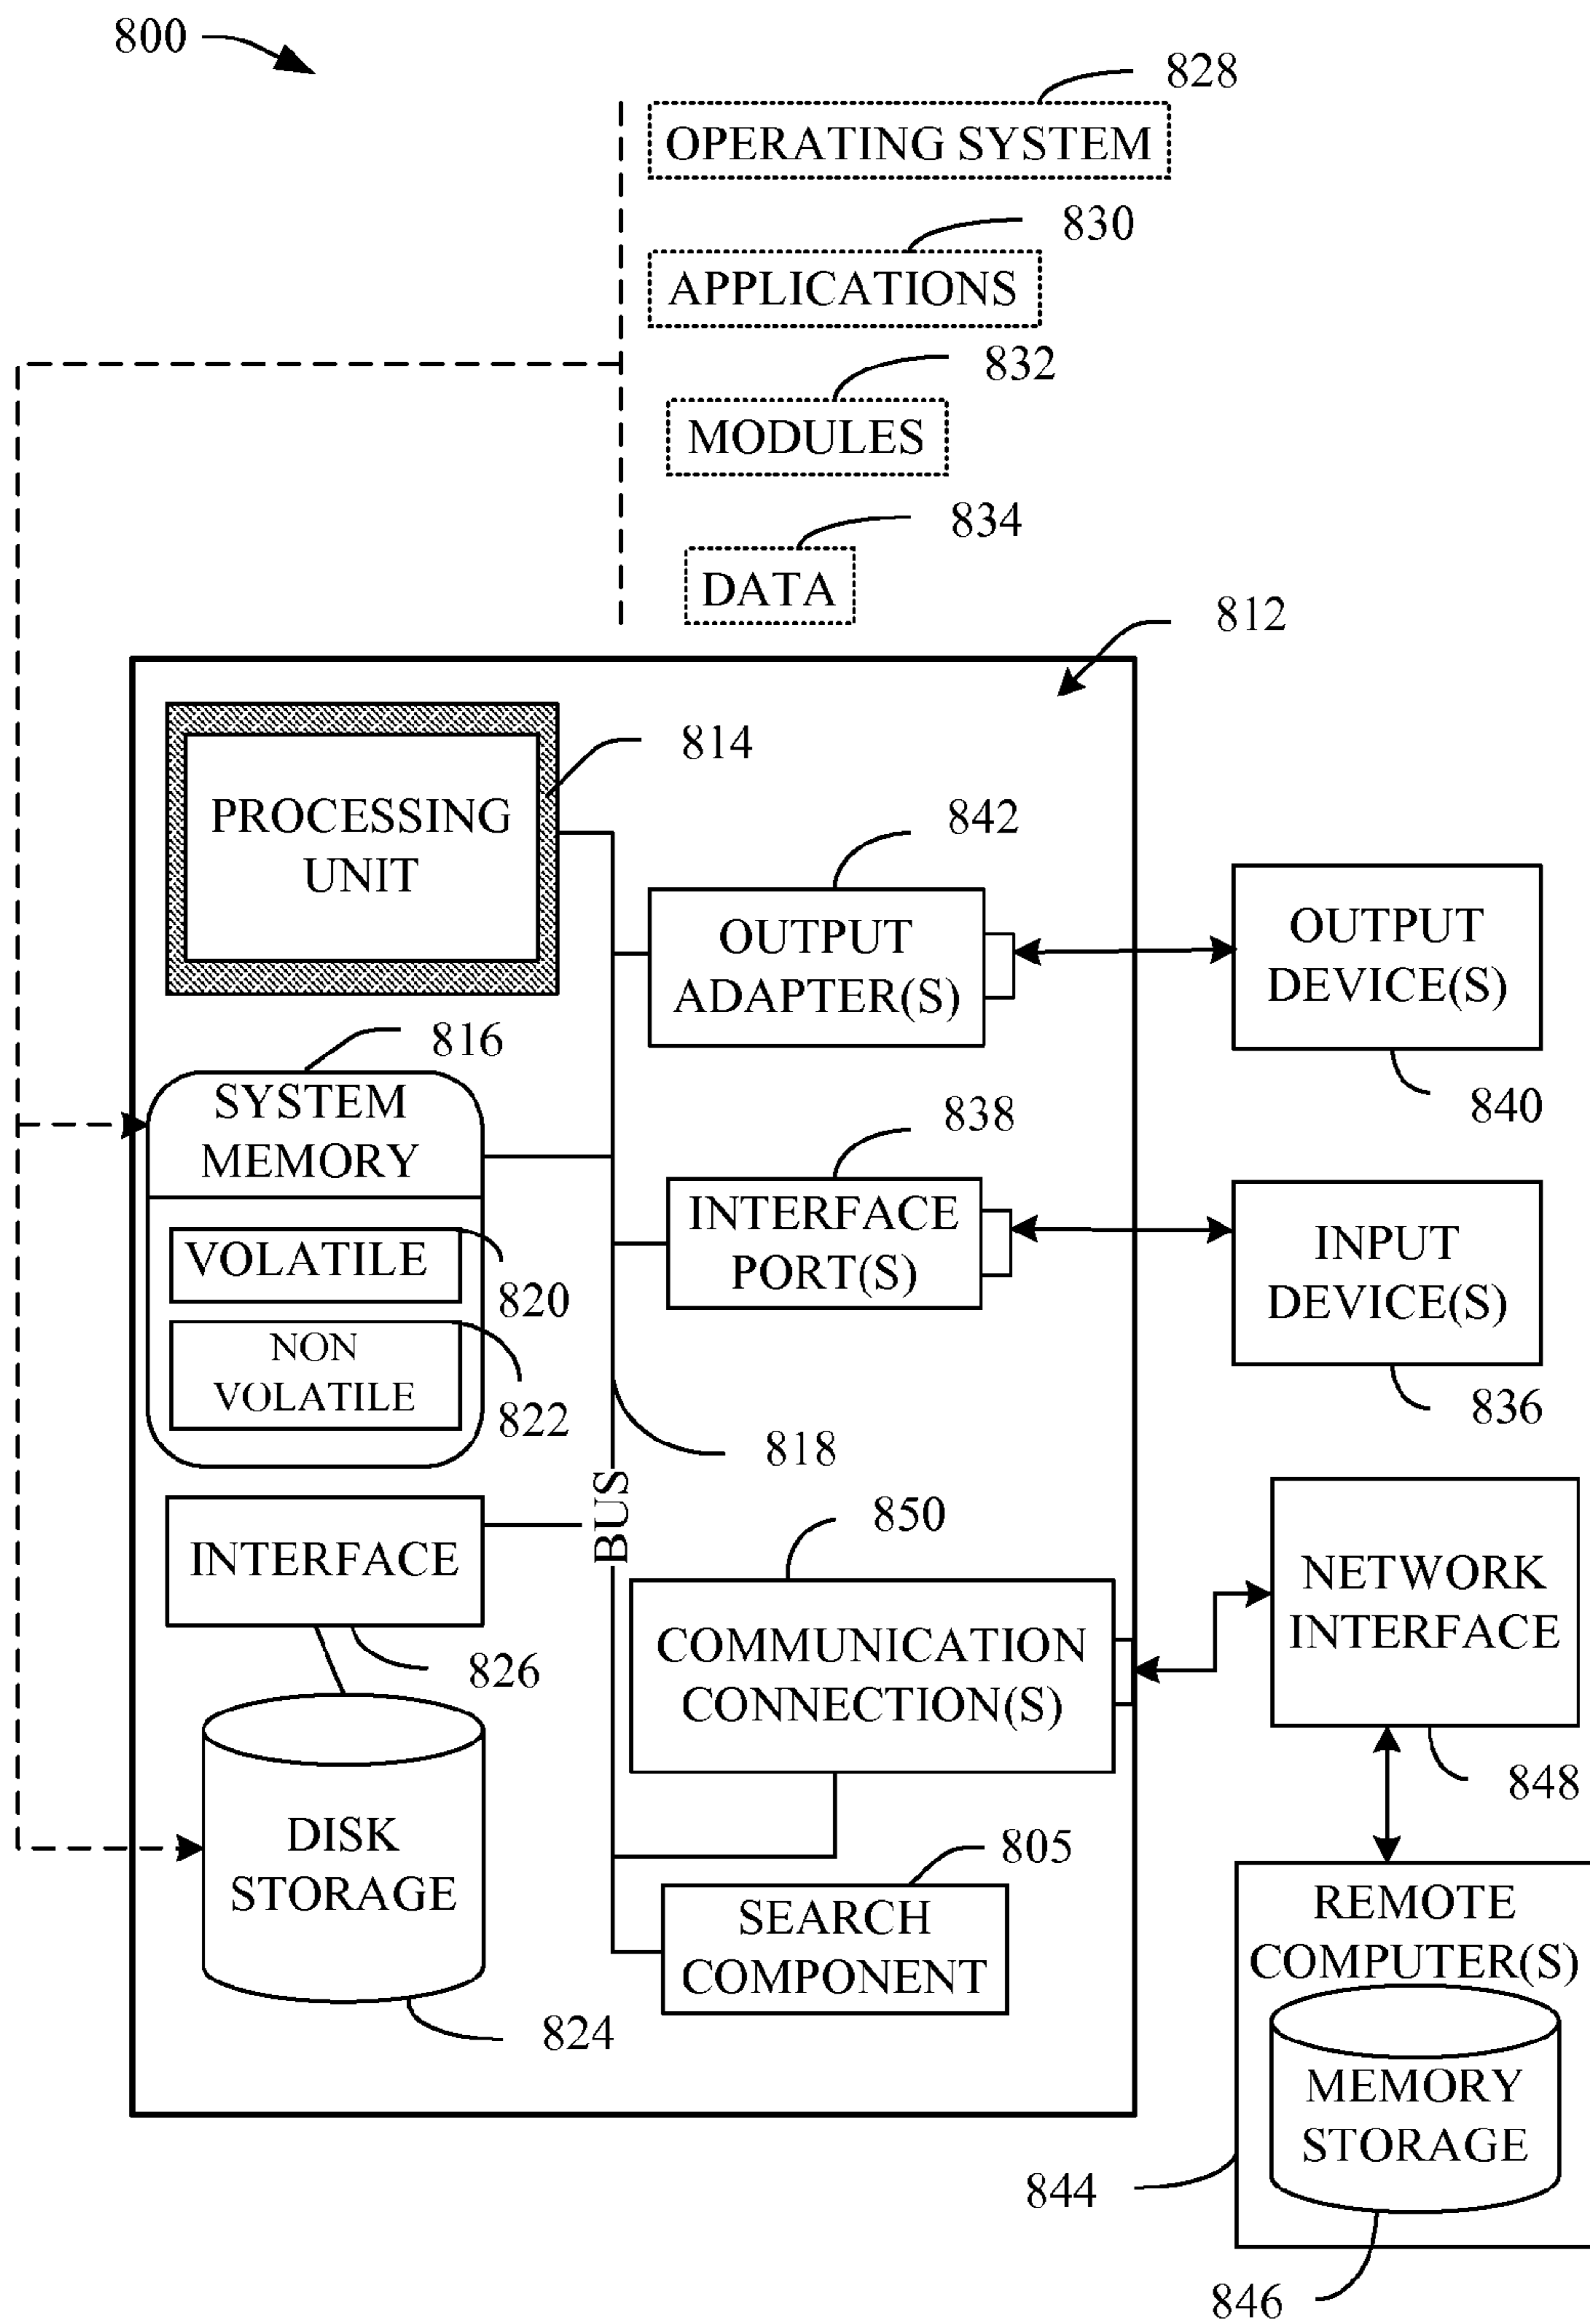 800
828
OPERATING SYSTEM
830
APPLICATIONS
832
MODULES
834
DATA
812
814
PROCESSING
UNIT
842
OUTPUT
ADAPTER(S)
OUTPUT
DEVICE(S)
840
816
SYSTEM
MEMORY
VOLATILE
820
NON
VOLATILE
822
838
INTERFACE
PORT(S)
INPUT
DEVICE(S)
836
818
BUS
INTERFACE
826
850
COMMUNICATION
CONNECTION(S)
NETWORK
INTERFACE
848
DISK
STORAGE
824
805
SEARCH
COMPONENT
REMOTE
COMPUTER(S)
MEMORY
STORAGE
844
846